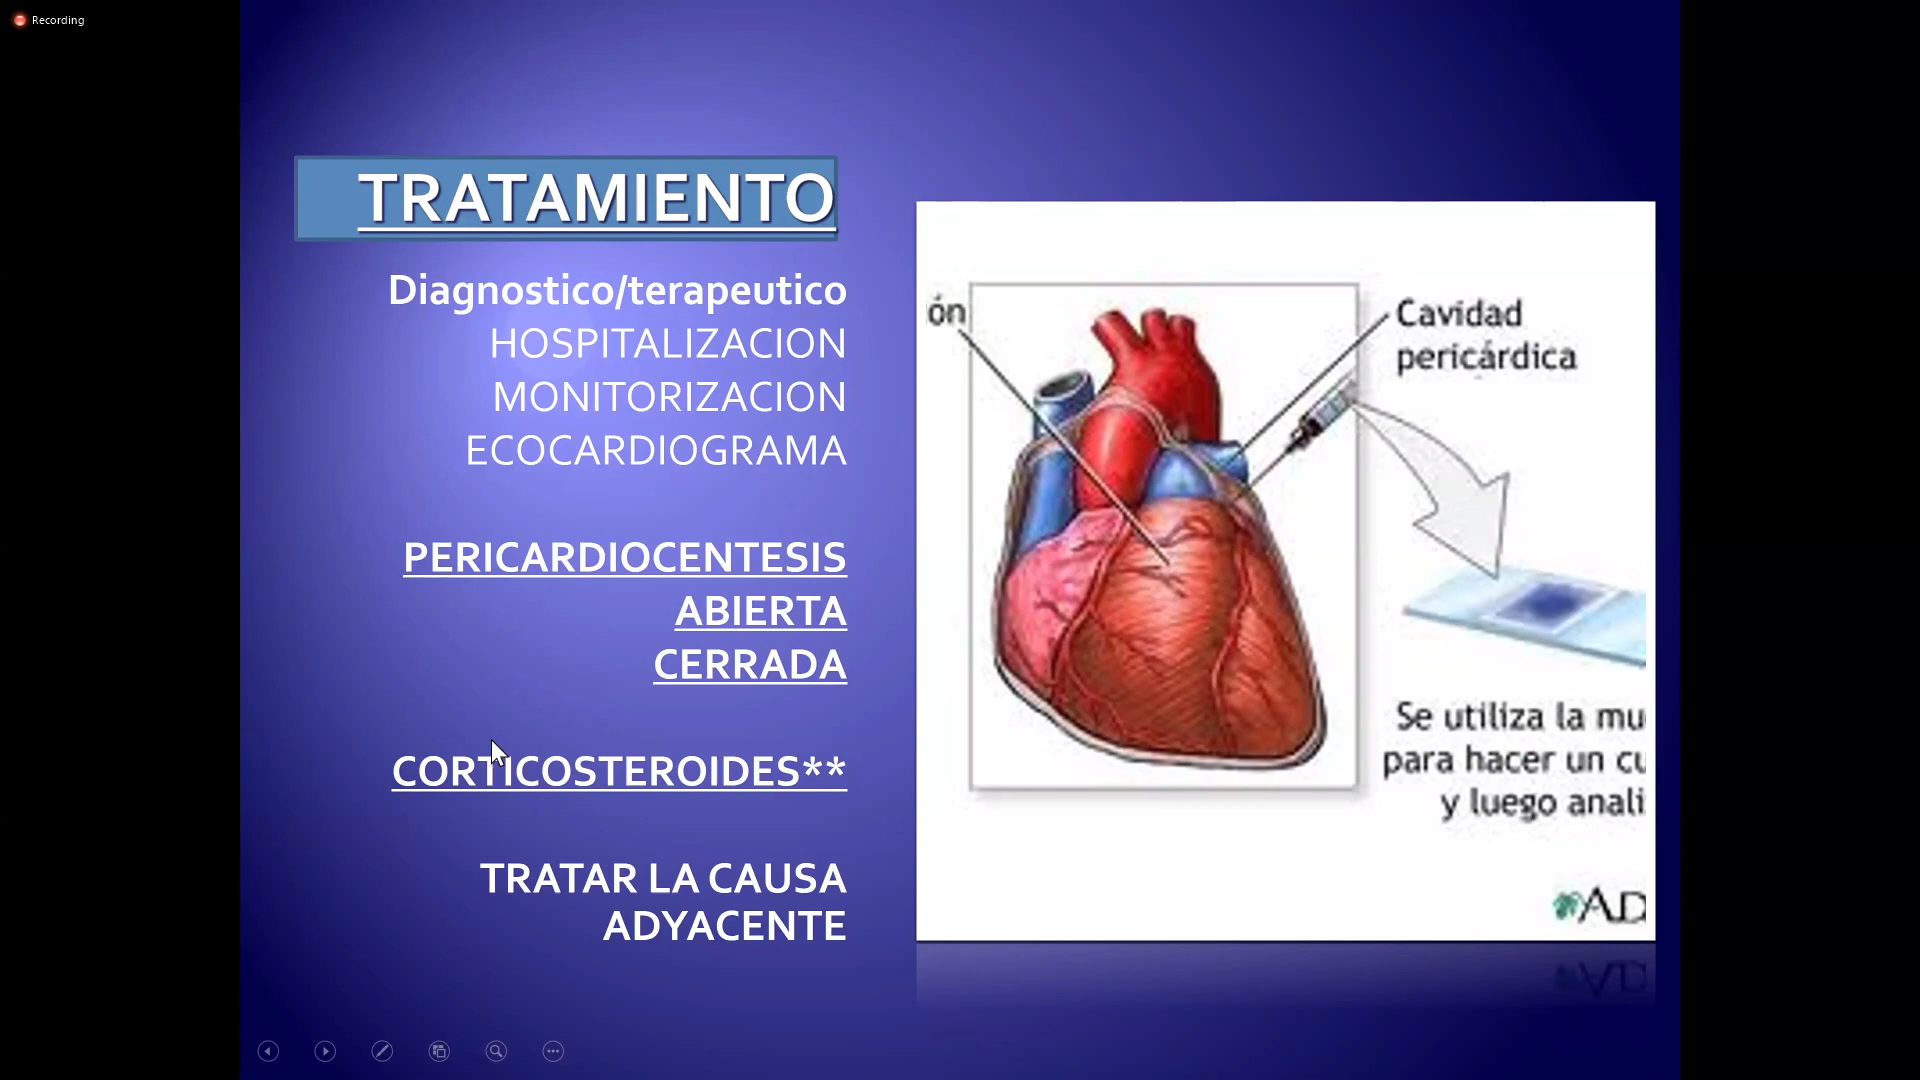 Recording
TRATAMIENTO
Diagnostico/terapeutico
HOSPITALIZACION
MONITORIZACION
ECOCARDIOGRAMA
PERICARDIOCENTESIS
ABIERTA
CERRADA
CORTICOSTEROIDES**
TRATAR LA CAUSA
ADYACENTE
ón
Cavidad
pericárdica
Se utiliza la mu
para hacer un cu
y luego anali
AD